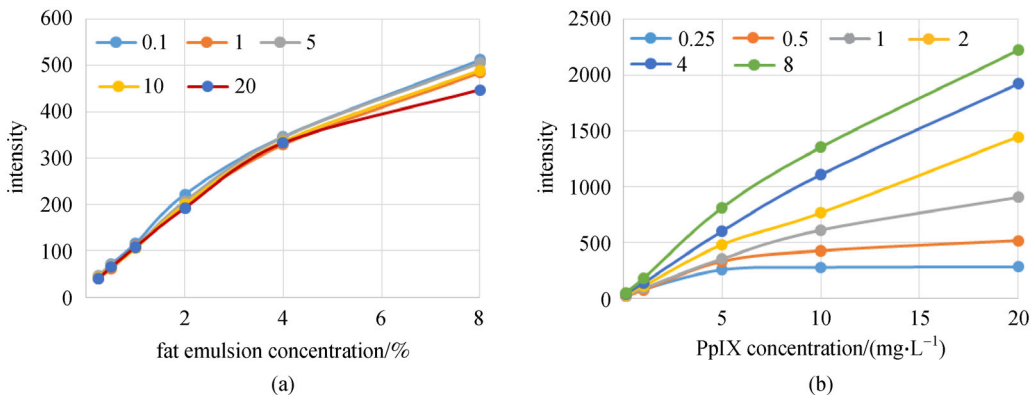 600
500
400
300
200
100
0
intensity
0.1 1 5
10 20
2 4 6 8
fat emulsion concentration/%
(a)
2500
2000
1500
1000
500
0
intensity
0.25 0.5 1 2
4 8
0 5 10 15 20
PpIX concentration/(mg·L⁻¹)
(b)